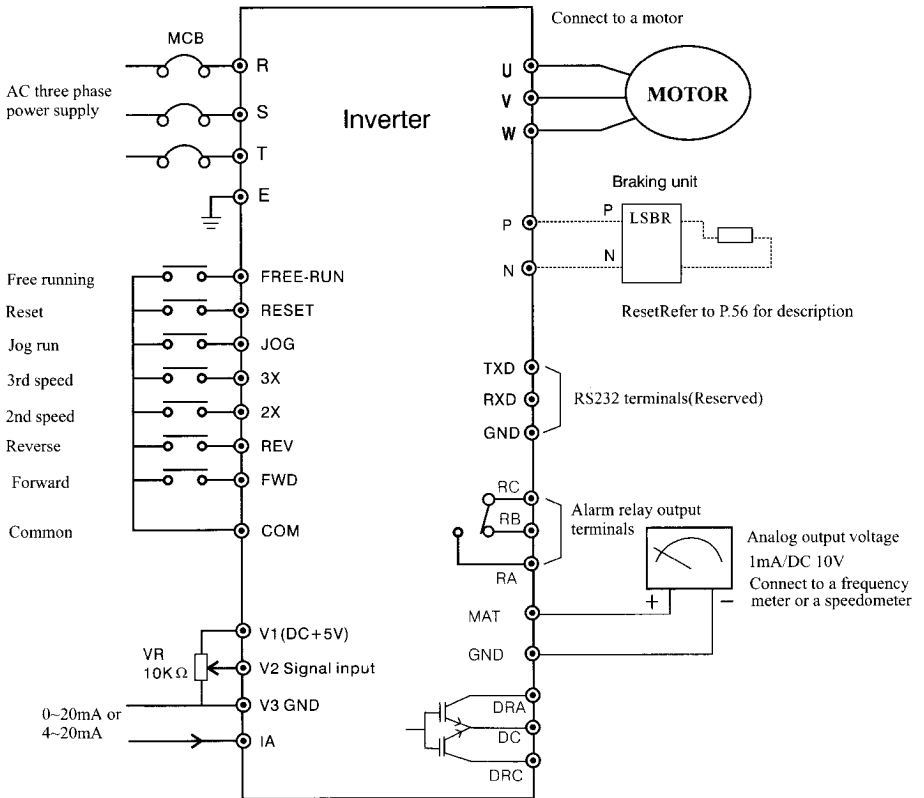 Connect to a motor
MCB
R
U
AC three phase
power supply
S
V
MOTOR
Inverter
W
T
E
Braking unit
P
P
LSBR
N
N
Free running
FREE-RUN
Reset
RESET
ResetRefer to P.56 for description
Jog run
JOG
TXD
3rd speed
3X
RXD
RS232 terminals(Reserved)
2nd speed
2X
GND
Reverse
REV
Forward
FWD
RC
Alarm relay output
terminals
RB
Common
COM
Analog output voltage
1mA/DC 10V
Connect to a frequency
meter or a speedometer
RA
+
−
MAT
V1(DC+5V)
GND
VR
10KΩ
V2 Signal input
V3 GND
DRA
0~20mA or
4~20mA
DC
IA
DRC